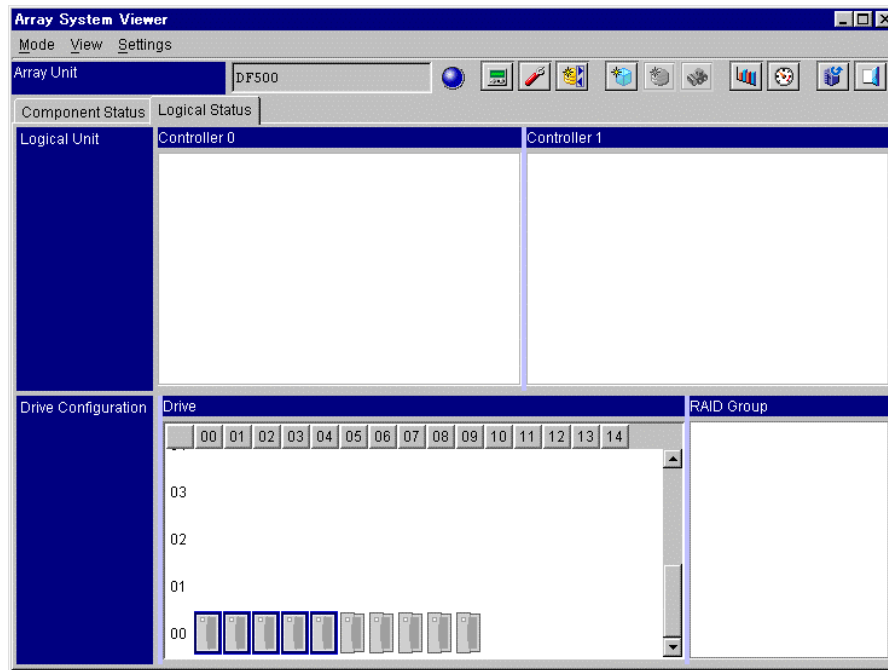 Array System Viewer
Mode View Settings
Array Unit DF500
Component Status Logical Status
Logical Unit Controller 0 Controller 1
Drive Configuration Drive RAID Group
00 01 02 03 04 05 06 07 08 09 10 11 12 13 14
03
02
01
00